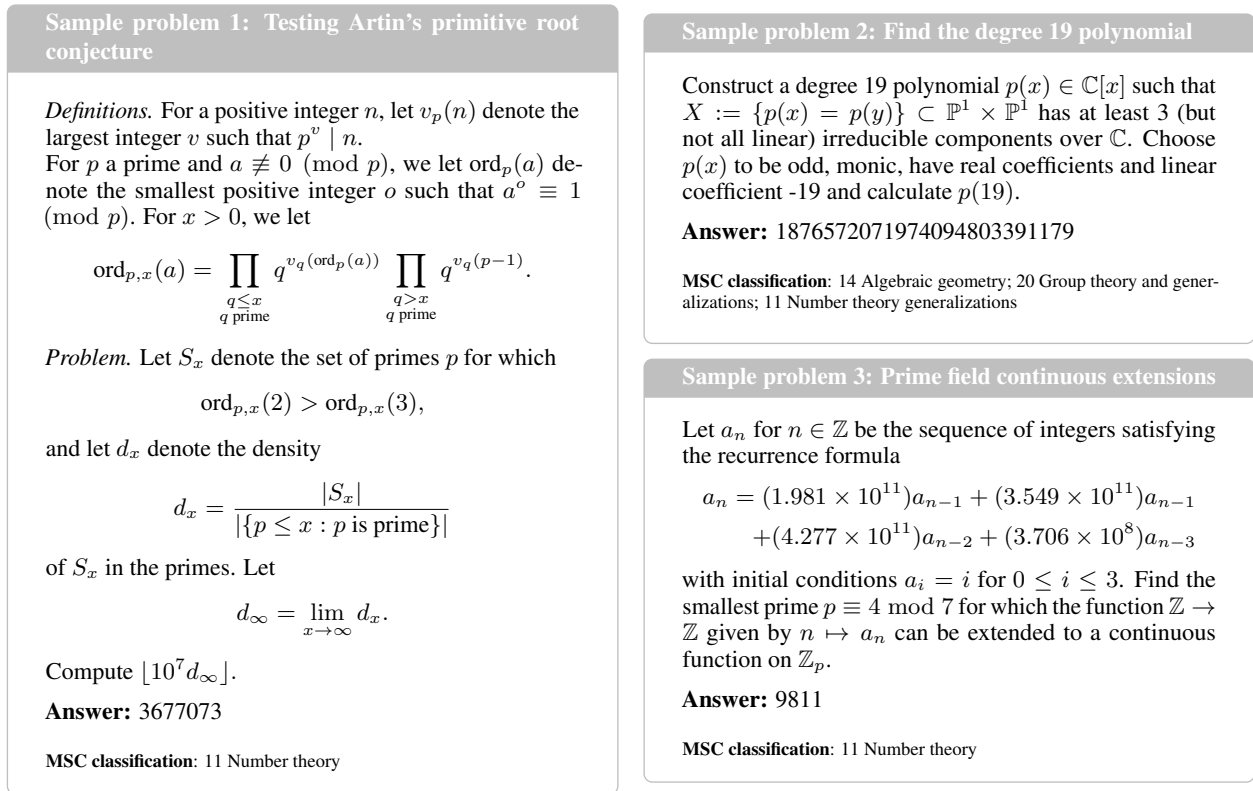 Sample problem 1: Testing Artin's primitive root
conjecture
Definitions. For a positive integer n, let v_p(n) denote the
largest integer v such that p^v | n.
For p a prime and a ≢ 0 (mod p), we let ord_p(a) de-
note the smallest positive integer o such that a^o ≡ 1
(mod p). For x > 0, we let
ord_{p,x}(a) = ∏_{q≤x, q prime} q^{v_q(ord_p(a))} ∏_{q>x, q prime} q^{v_q(p−1)}.
Problem. Let S_x denote the set of primes p for which
ord_{p,x}(2) > ord_{p,x}(3),
and let d_x denote the density
d_x = |S_x| / |{p ≤ x : p is prime}|
of S_x in the primes. Let
d_∞ = lim_{x→∞} d_x.
Compute ⌊10^7 d_∞⌋.
Answer: 3677073
MSC classification: 11 Number theory
Sample problem 2: Find the degree 19 polynomial
Construct a degree 19 polynomial p(x) ∈ ℂ[x] such that
X := {p(x) = p(y)} ⊂ ℙ^1 × ℙ^1 has at least 3 (but
not all linear) irreducible components over ℂ. Choose
p(x) to be odd, monic, have real coefficients and linear
coefficient -19 and calculate p(19).
Answer: 1876572071974094803391179
MSC classification: 14 Algebraic geometry; 20 Group theory and gener-
alizations; 11 Number theory generalizations
Sample problem 3: Prime field continuous extensions
Let a_n for n ∈ ℤ be the sequence of integers satisfying
the recurrence formula
a_n = (1.981 × 10^11)a_{n−1} + (3.549 × 10^11)a_{n−1}
+(4.277 × 10^11)a_{n−2} + (3.706 × 10^8)a_{n−3}
with initial conditions a_i = i for 0 ≤ i ≤ 3. Find the
smallest prime p ≡ 4 mod 7 for which the function ℤ →
ℤ given by n ↦ a_n can be extended to a continuous
function on ℤ_p.
Answer: 9811
MSC classification: 11 Number theory